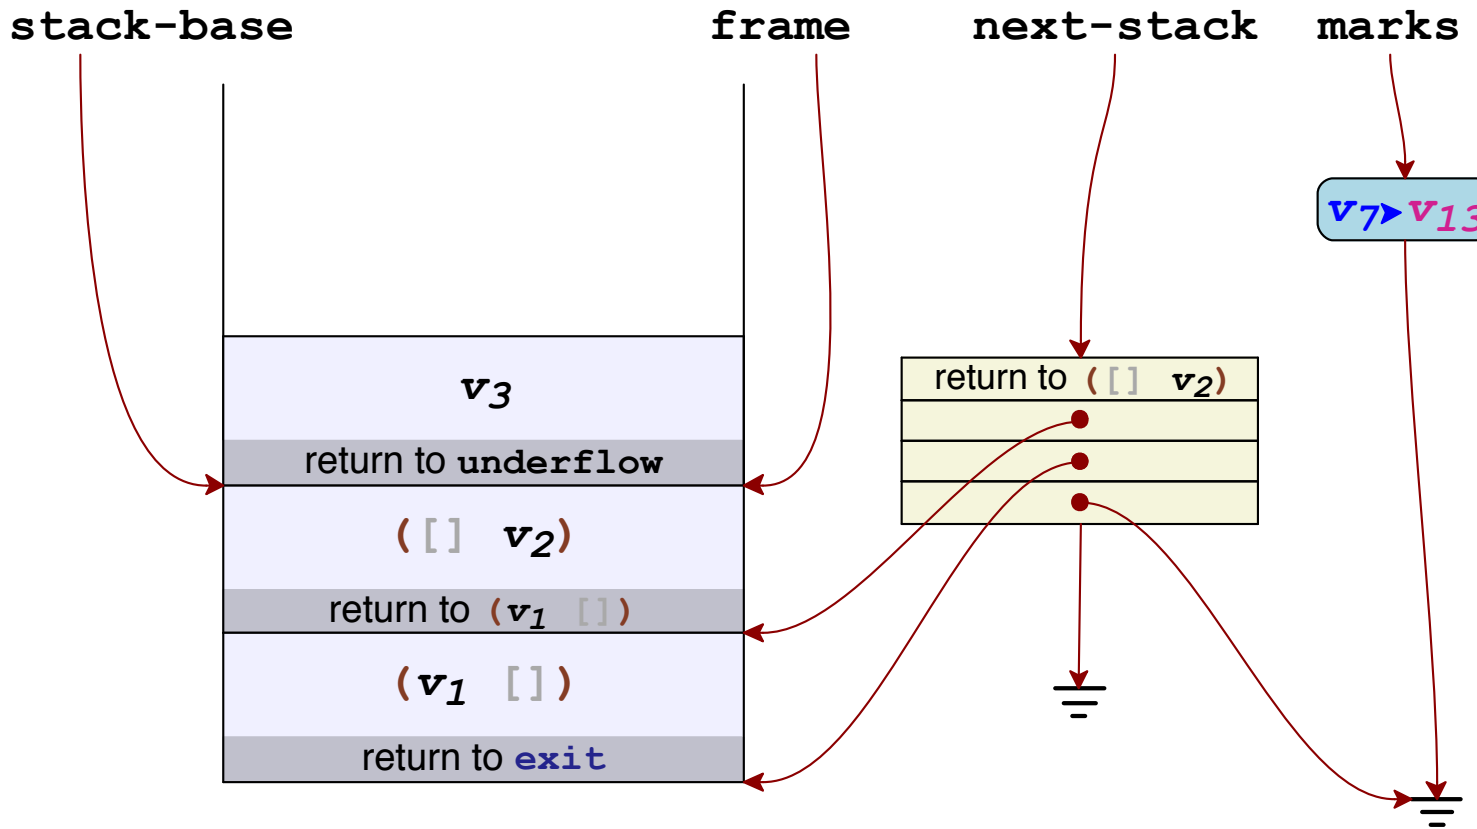 stack-base frame next-stack marks
v7➤v13
v3
return to underflow
([] v2)
return to (v1 [])
(v1 [])
return to exit
return to ([] v2)